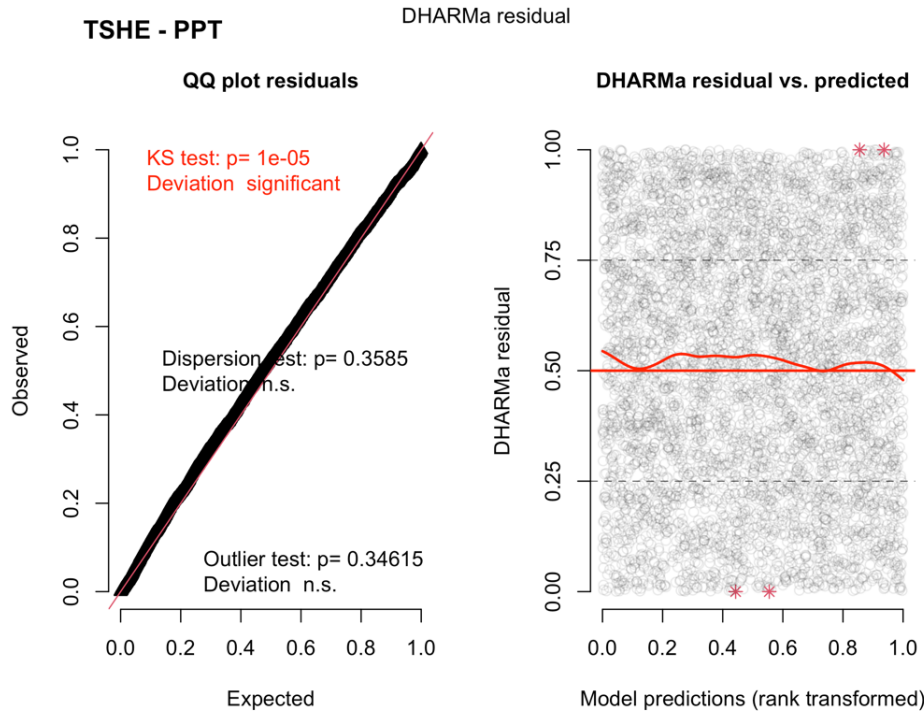 DHARMa residual
TSHE - PPT
QQ plot residuals
KS test: p= 1e-05
Deviation  significant
Dispersion test: p= 0.3585
Deviation n.s.
Outlier test: p= 0.34615
Deviation  n.s.
Observed
0.0 0.2 0.4 0.6 0.8 1.0
0.0 0.2 0.4 0.6 0.8 1.0
Expected
DHARMa residual vs. predicted
DHARMa residual
0.00 0.25 0.50 0.75 1.00
0.0 0.2 0.4 0.6 0.8 1.0
Model predictions (rank transformed)